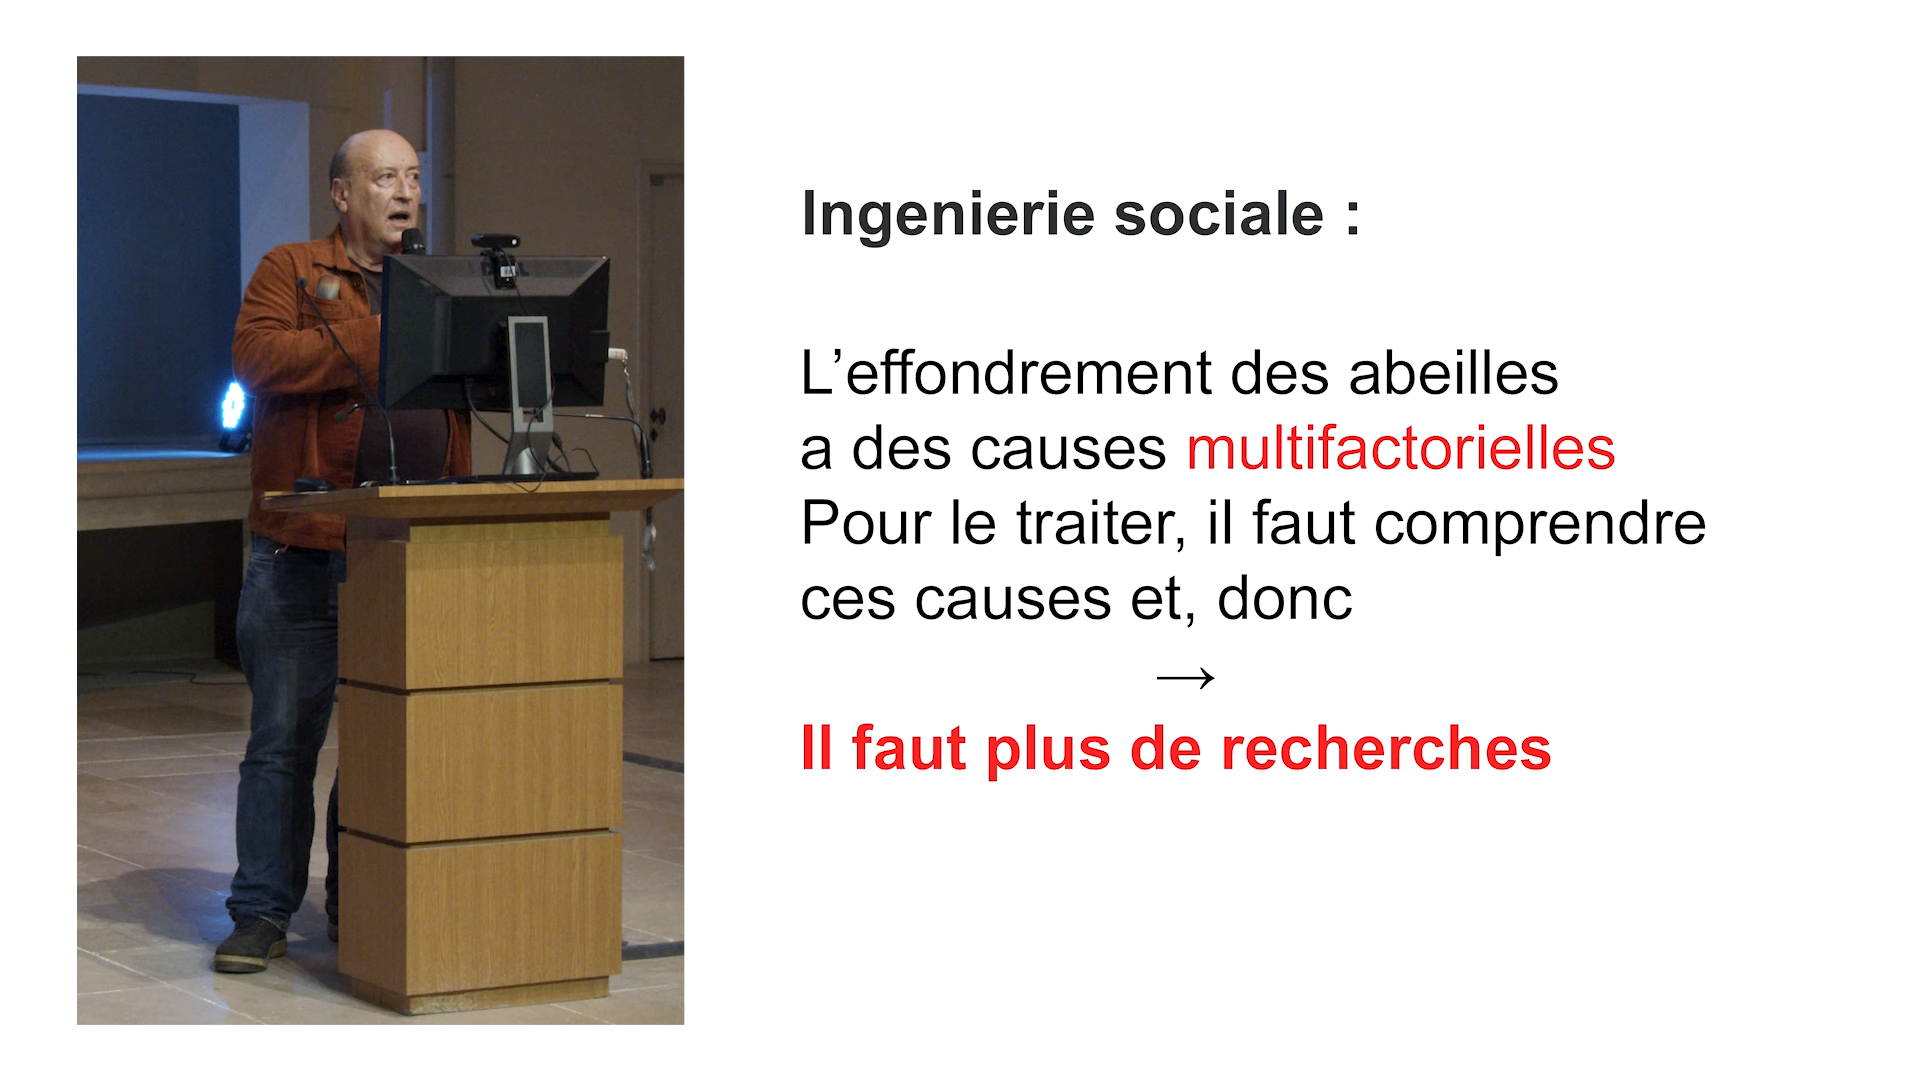 Ingenierie sociale :
L’effondrement des abeilles
a des causes multifactorielles
Pour le traiter, il faut comprendre
ces causes et, donc
→
Il faut plus de recherches